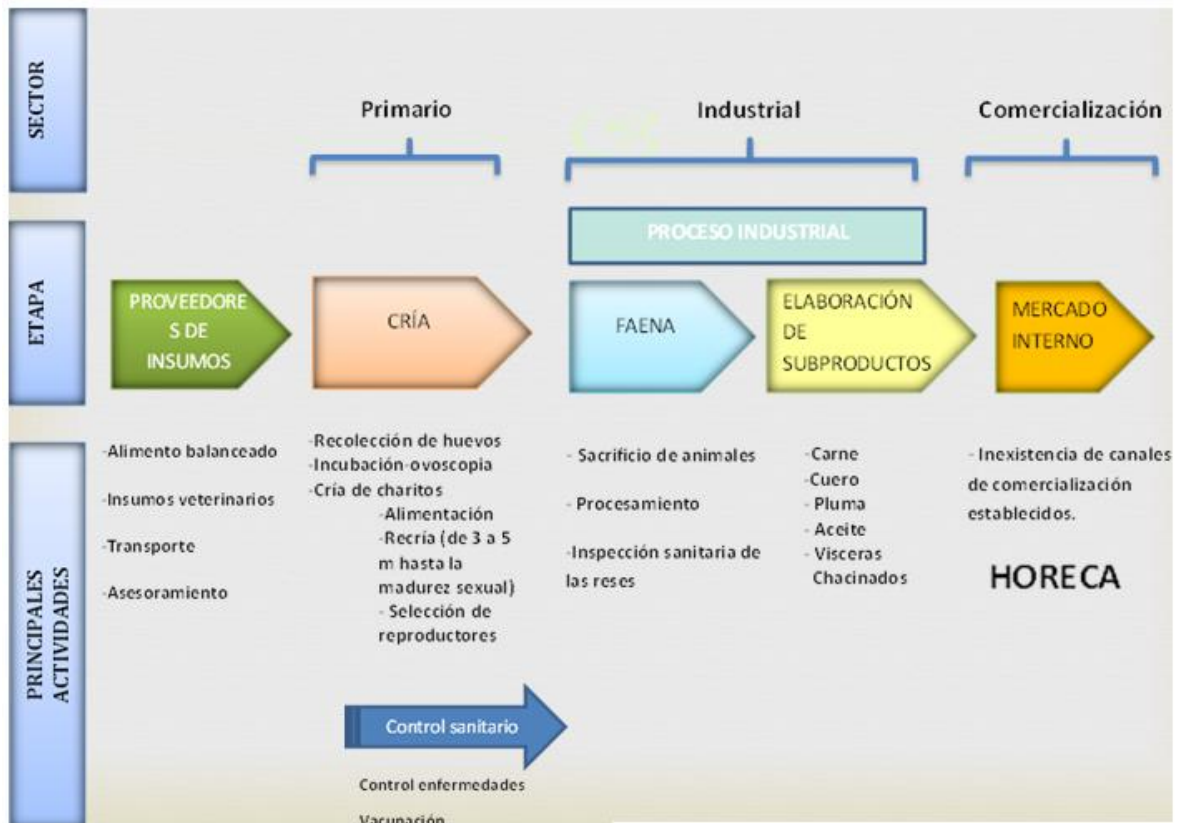 SECTOR
Primario
Industrial
Comercialización
ETAPA
PROCESO INDUSTRIAL
PROVEEDORE
S DE
INSUMOS
CRÍA
FAENA
ELABORACIÓN
DE
SUBPRODUCTOS
MERCADO
INTERNO
PRINCIPALES
ACTIVIDADES
-Alimento balanceado
-Insumos veterinarios
-Transporte
-Asesoramiento
-Recolección de huevos
-Incubación-ovoscopia
-Cría de charitos
-Alimentación
-Recría (de 3 a 5
m hasta la
madurez sexual)
- Selección de
reproductores
Control sanitario
Control enfermedades
Vacunación
- Sacrificio de animales
- Procesamiento
-Inspección sanitaria de
las reses
-Carne
-Cuero
- Pluma
- Aceite
- Visceras
Chacinados
- Inexistencia de canales
de comercialización
establecidos.
HORECA